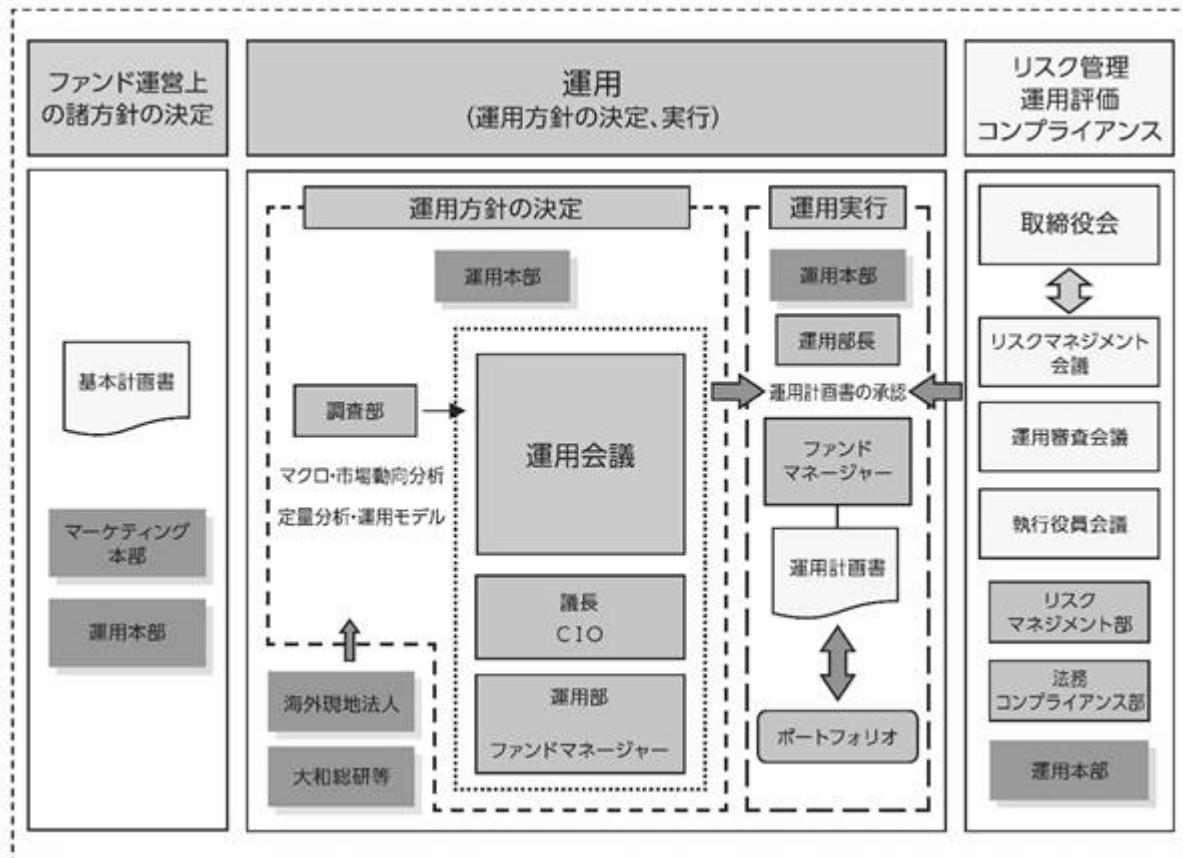 ファンド運営上
の諸方針の決定
運用
(運用方針の決定、実行)
リスク管理
運用評価
コンプライアンス
基本計画書
マーケティング
本部
運用本部
運用方針の決定
運用本部
調査部
マクロ・市場動向分析
定量分析・運用モデル
海外現地法人
大和総研等
運用会議
議長
CIO
運用部
ファンドマネージャー
運用実行
運用本部
運用部長
運用計画書の承認
ファンド
マネージャー
運用計画書
ポートフォリオ
取締役会
リスクマネジメント
会議
運用審査会議
執行役員会議
リスク
マネジメント部
法務
コンプライアンス部
運用本部